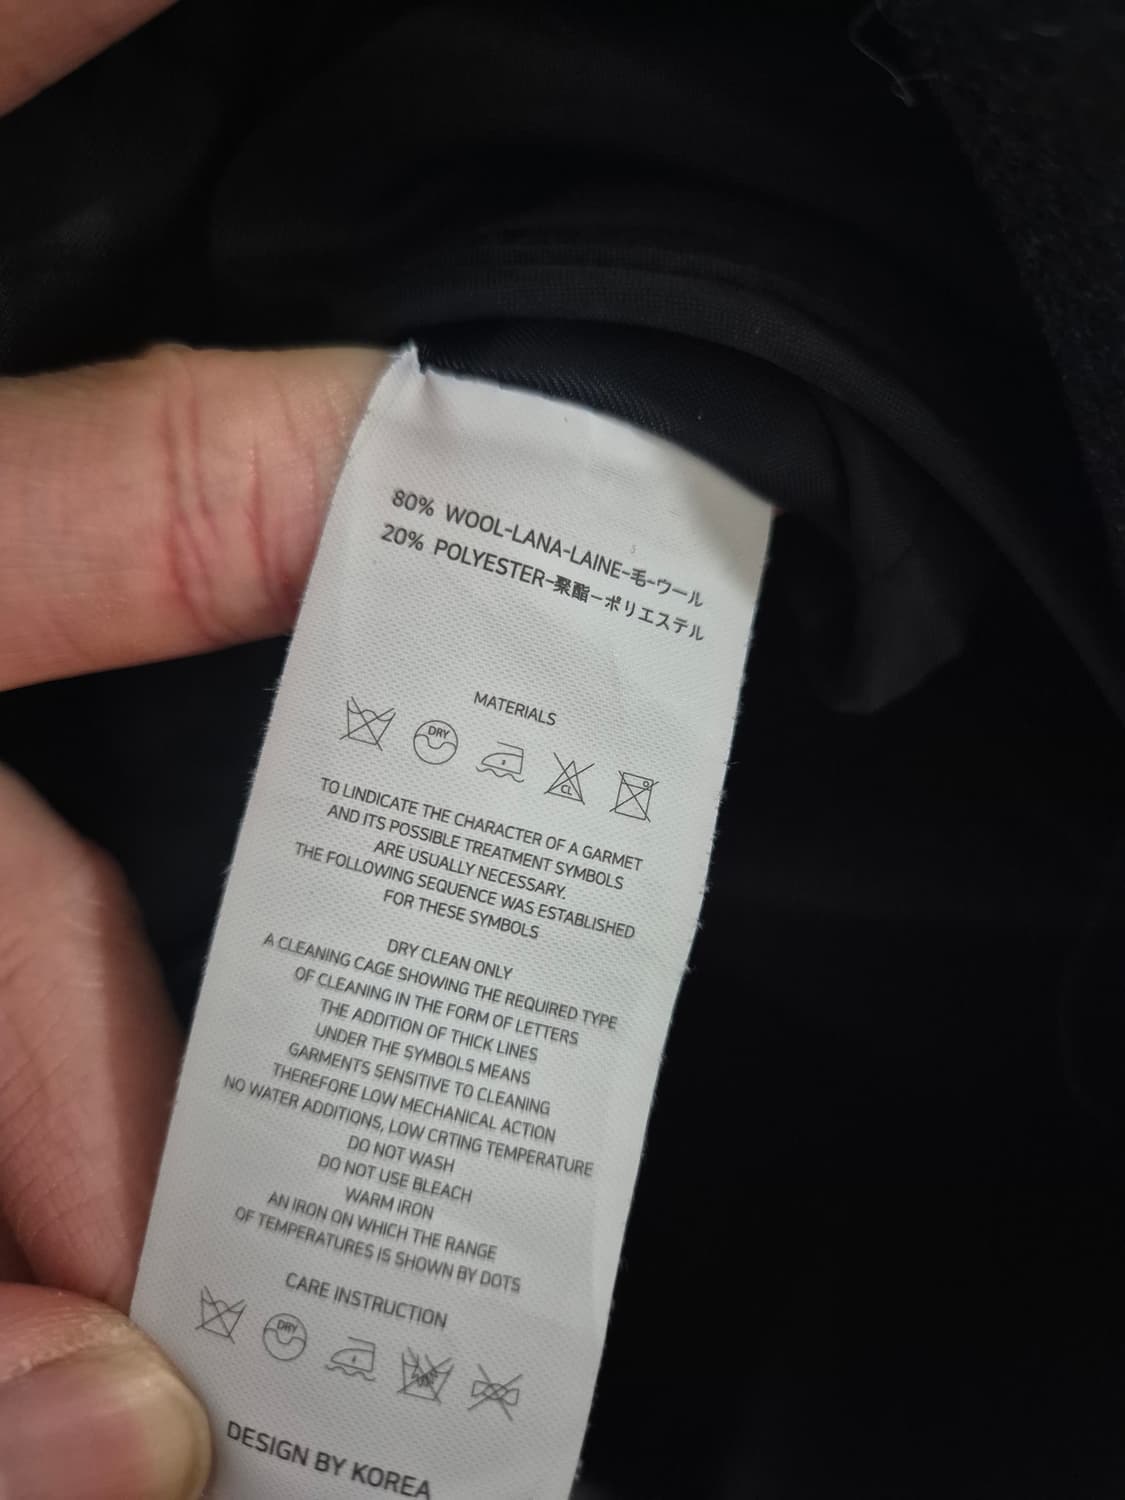 80% WOOL-LANA-LAINE-毛-ウール
20% POLYESTER-聚酯-ポリエステル
MATERIALS
DRY
CL
TO LINDICATE THE CHARACTER OF A GARMET
AND ITS POSSIBLE TREATMENT SYMBOLS
ARE USUALLY NECESSARY.
THE FOLLOWING SEQUENCE WAS ESTABLISHED
FOR THESE SYMBOLS
DRY CLEAN ONLY
A CLEANING CAGE SHOWING THE REQUIRED TYPE
OF CLEANING IN THE FORM OF LETTERS
THE ADDITION OF THICK LINES
UNDER THE SYMBOLS MEANS
GARMENTS SENSITIVE TO CLEANING
THEREFORE LOW MECHANICAL ACTION
NO WATER ADDITIONS, LOW CRTING TEMPERATURE
DO NOT WASH
DO NOT USE BLEACH
WARM IRON
AN IRON ON WHICH THE RANGE
OF TEMPERATURES IS SHOWN BY DOTS
CARE INSTRUCTION
DRY
DESIGN BY KOREA